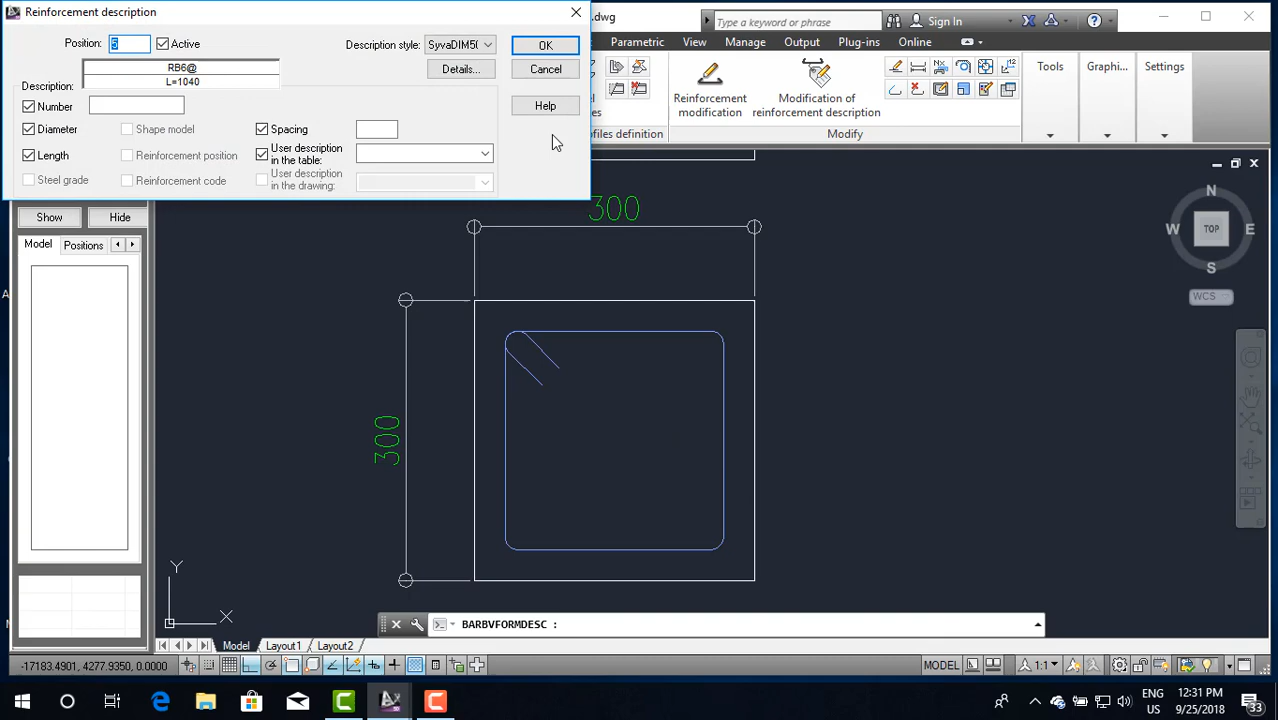 Reinforcement description
.dwg
Type a keyword or phrase
Sign In
Parametric View Manage Output Plug-ins Online
Position: 5 Active
Description style: SyvaDIM5(
OK
RB6@
L=1040
Details...
Cancel
Description:
Number
Help
Diameter
Shape model
Spacing
Length
Reinforcement position
User description
in the table:
Steel grade
Reinforcement code
User description
in the drawing:
Reinforcement
modification
Modification of
reinforcement description
Tools
Graphi...
Settings
ofiles definition
Modify
Show
Hide
Model
Positions
300
300
N
W
TOP
E
S
WCS
Y
X
BARBVFORMDESC :
Model Layout1 Layout2
-17183.4901, 4277.9350, 0.0000
MODEL
1:1
ENG
US
12:31 PM
9/25/2018
33